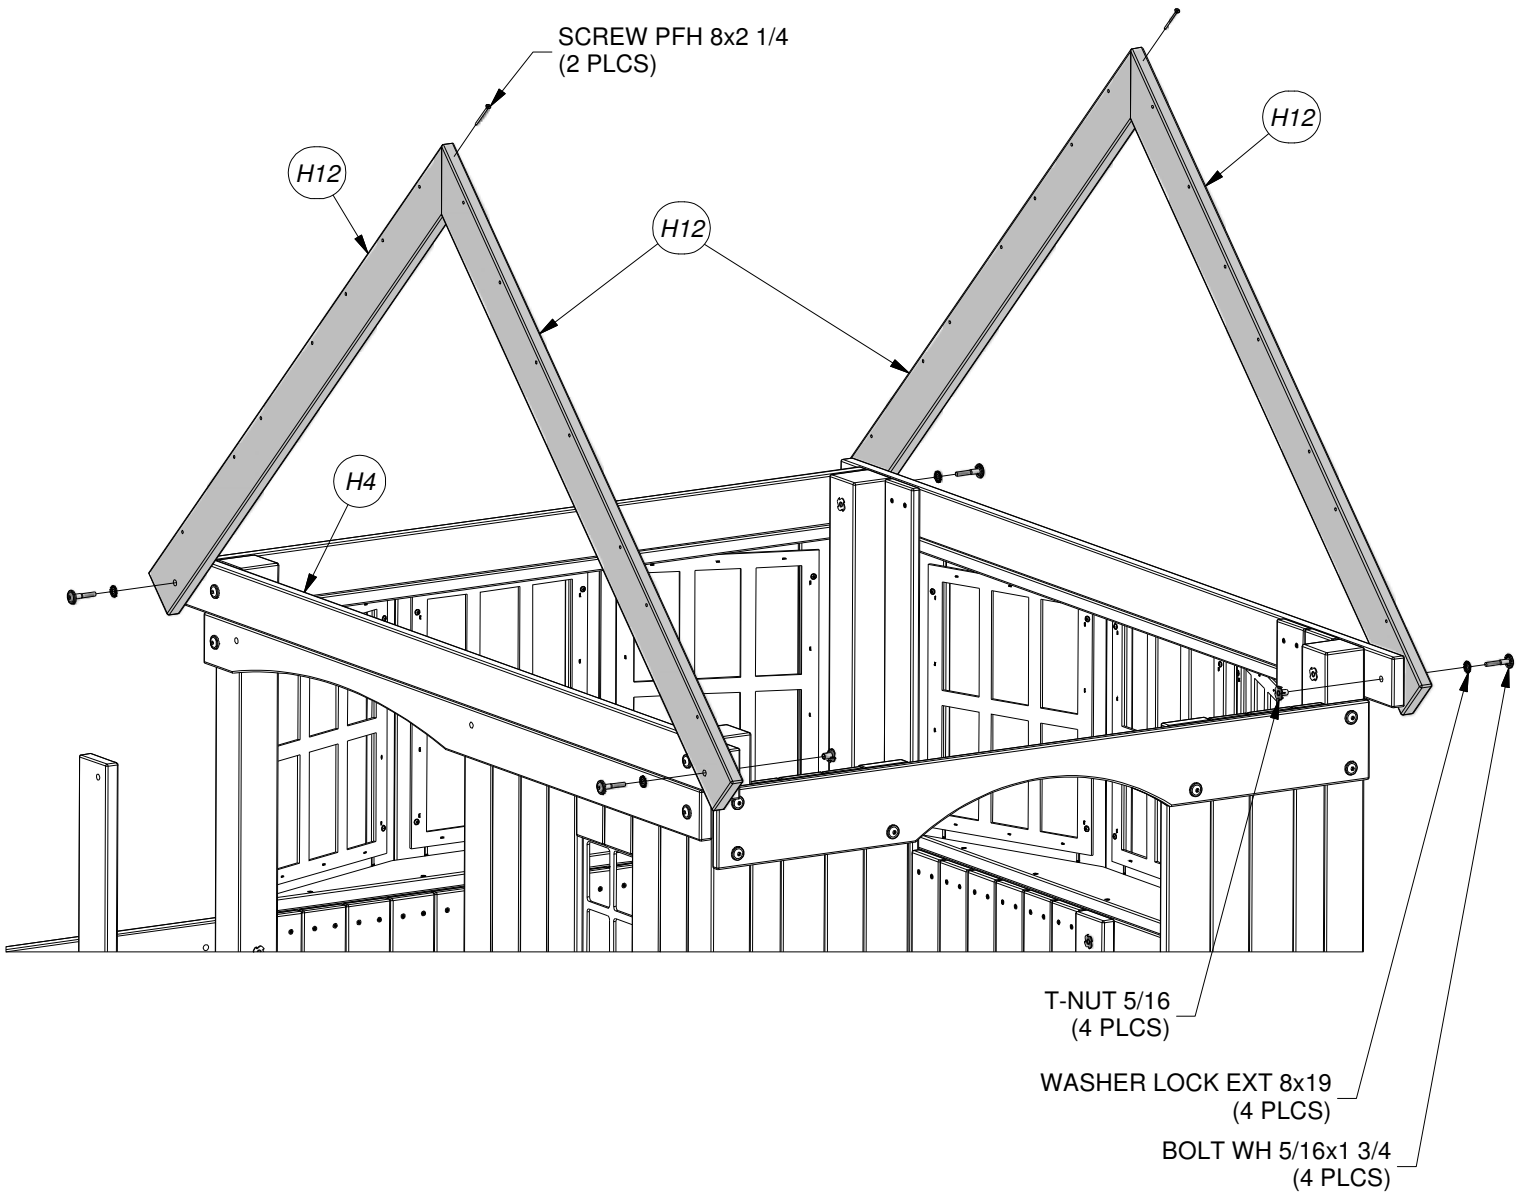 SCREW PFH 8x2 1/4
(2 PLCS)
H12
H12
H12
H4
T-NUT 5/16
(4 PLCS)
WASHER LOCK EXT 8x19
(4 PLCS)
BOLT WH 5/16x1 3/4
(4 PLCS)